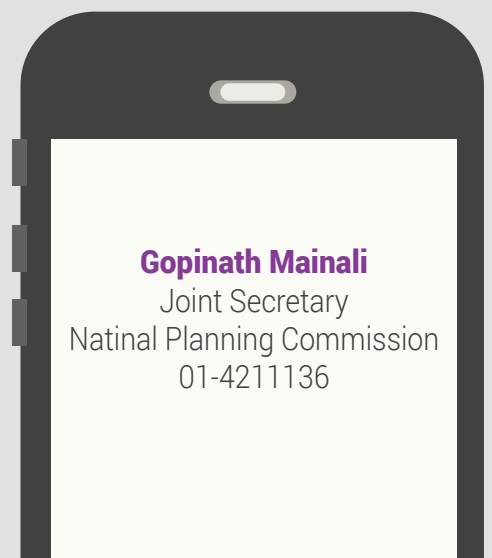 Gopinath Mainali
Joint Secretary
Natinal Planning Commission
01-4211136